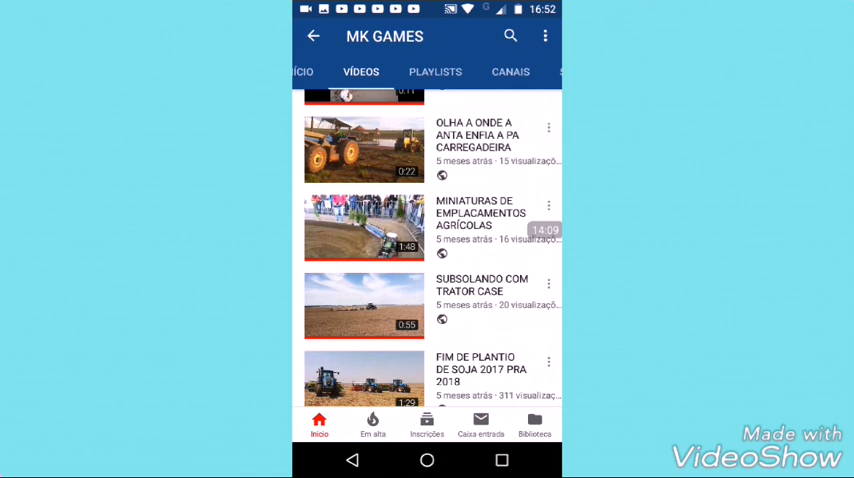 G 16:52
MK GAMES
ÍCIO VÍDEOS PLAYLISTS CANAIS
0:11
OLHA A ONDE A
ANTA ENFIA A PA
CARREGADEIRA
5 meses atrás · 15 visualizaçõ...
0:22
MINIATURAS DE
EMPLACAMENTOS
AGRÍCOLAS
14:09
5 meses atrás · 16 visualizaçõ...
1:48
SUBSOLANDO COM
TRATOR CASE
5 meses atrás · 20 visualizaçõ...
0:55
FIM DE PLANTIO
DE SOJA 2017 PRA
2018
5 meses atrás · 311 visualizaç...
1:29
Início Em alta Inscrições Caixa entrada Biblioteca
Made with
VideoShow